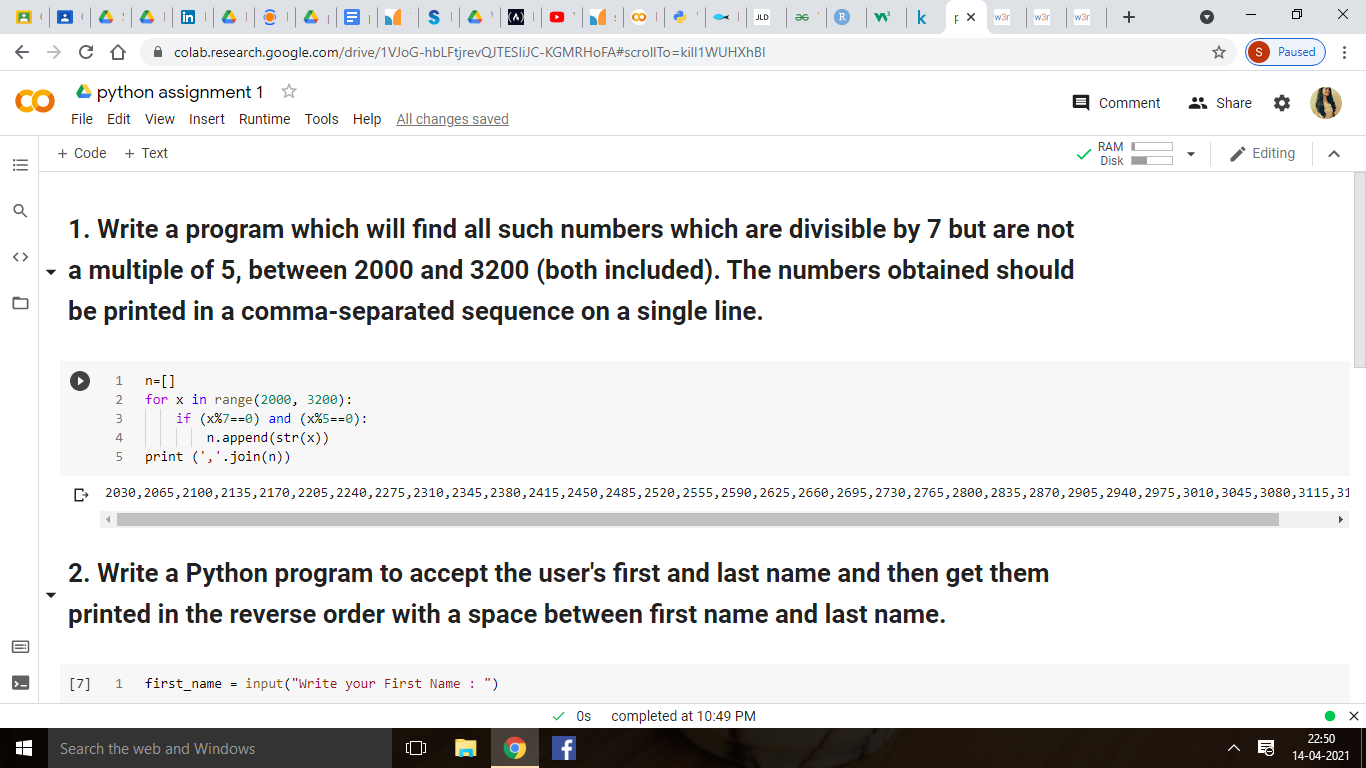 colab.research.google.com/drive/1VJoG-hbLFtjrevQJTESIiJC-KGMRHoFA#scrollTo=kill1WUHXhBI
S Paused
python assignment 1
File Edit View Insert Runtime Tools Help All changes saved
Comment Share
+ Code + Text
RAM
Disk
Editing
1. Write a program which will find all such numbers which are divisible by 7 but are not
a multiple of 5, between 2000 and 3200 (both included). The numbers obtained should
be printed in a comma-separated sequence on a single line.
1 n=[]
2 for x in range(2000, 3200):
3 if (x%7==0) and (x%5==0):
4 n.append(str(x))
5 print (','.join(n))
2030,2065,2100,2135,2170,2205,2240,2275,2310,2345,2380,2415,2450,2485,2520,2555,2590,2625,2660,2695,2730,2765,2800,2835,2870,2905,2940,2975,3010,3045,3080,3115,31
2. Write a Python program to accept the user's first and last name and then get them
printed in the reverse order with a space between first name and last name.
[7] 1 first_name = input("Write your First Name : ")
0s completed at 10:49 PM
Search the web and Windows
22:50
14-04-2021